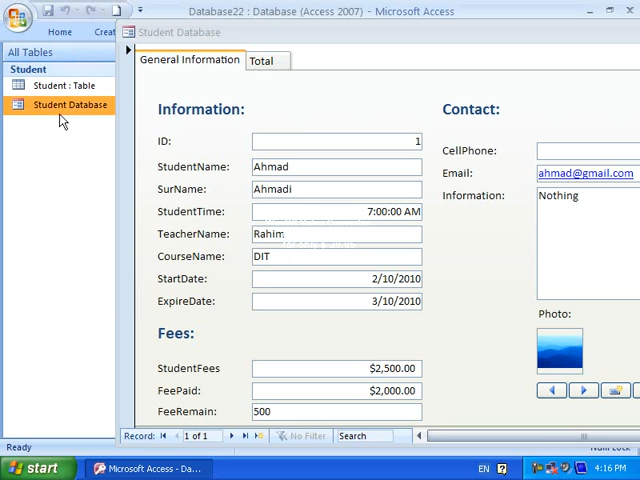 Database22 : Database (Access 2007) - Microsoft Access
Home
Creat
All Tables
Student Database
Student
Student : Table
Student Database
General Information
Total
Information:
Contact:
ID:
1
CellPhone:
StudentName:
Ahmad
Email:
ahmad@gmail.com
SurName:
Ahmadi
Information:
Nothing
StudentTime:
7:00:00 AM
TeacherName:
Rahim
CourseName:
DIT
StartDate:
2/10/2010
ExpireDate:
3/10/2010
Photo:
Fees:
StudentFees
$2,500.00
FeePaid:
$2,000.00
FeeRemain:
500
Record:
1 of 1
No Filter
Search
Ready
Num Lock
start
Microsoft Access - Da...
EN
4:16 PM